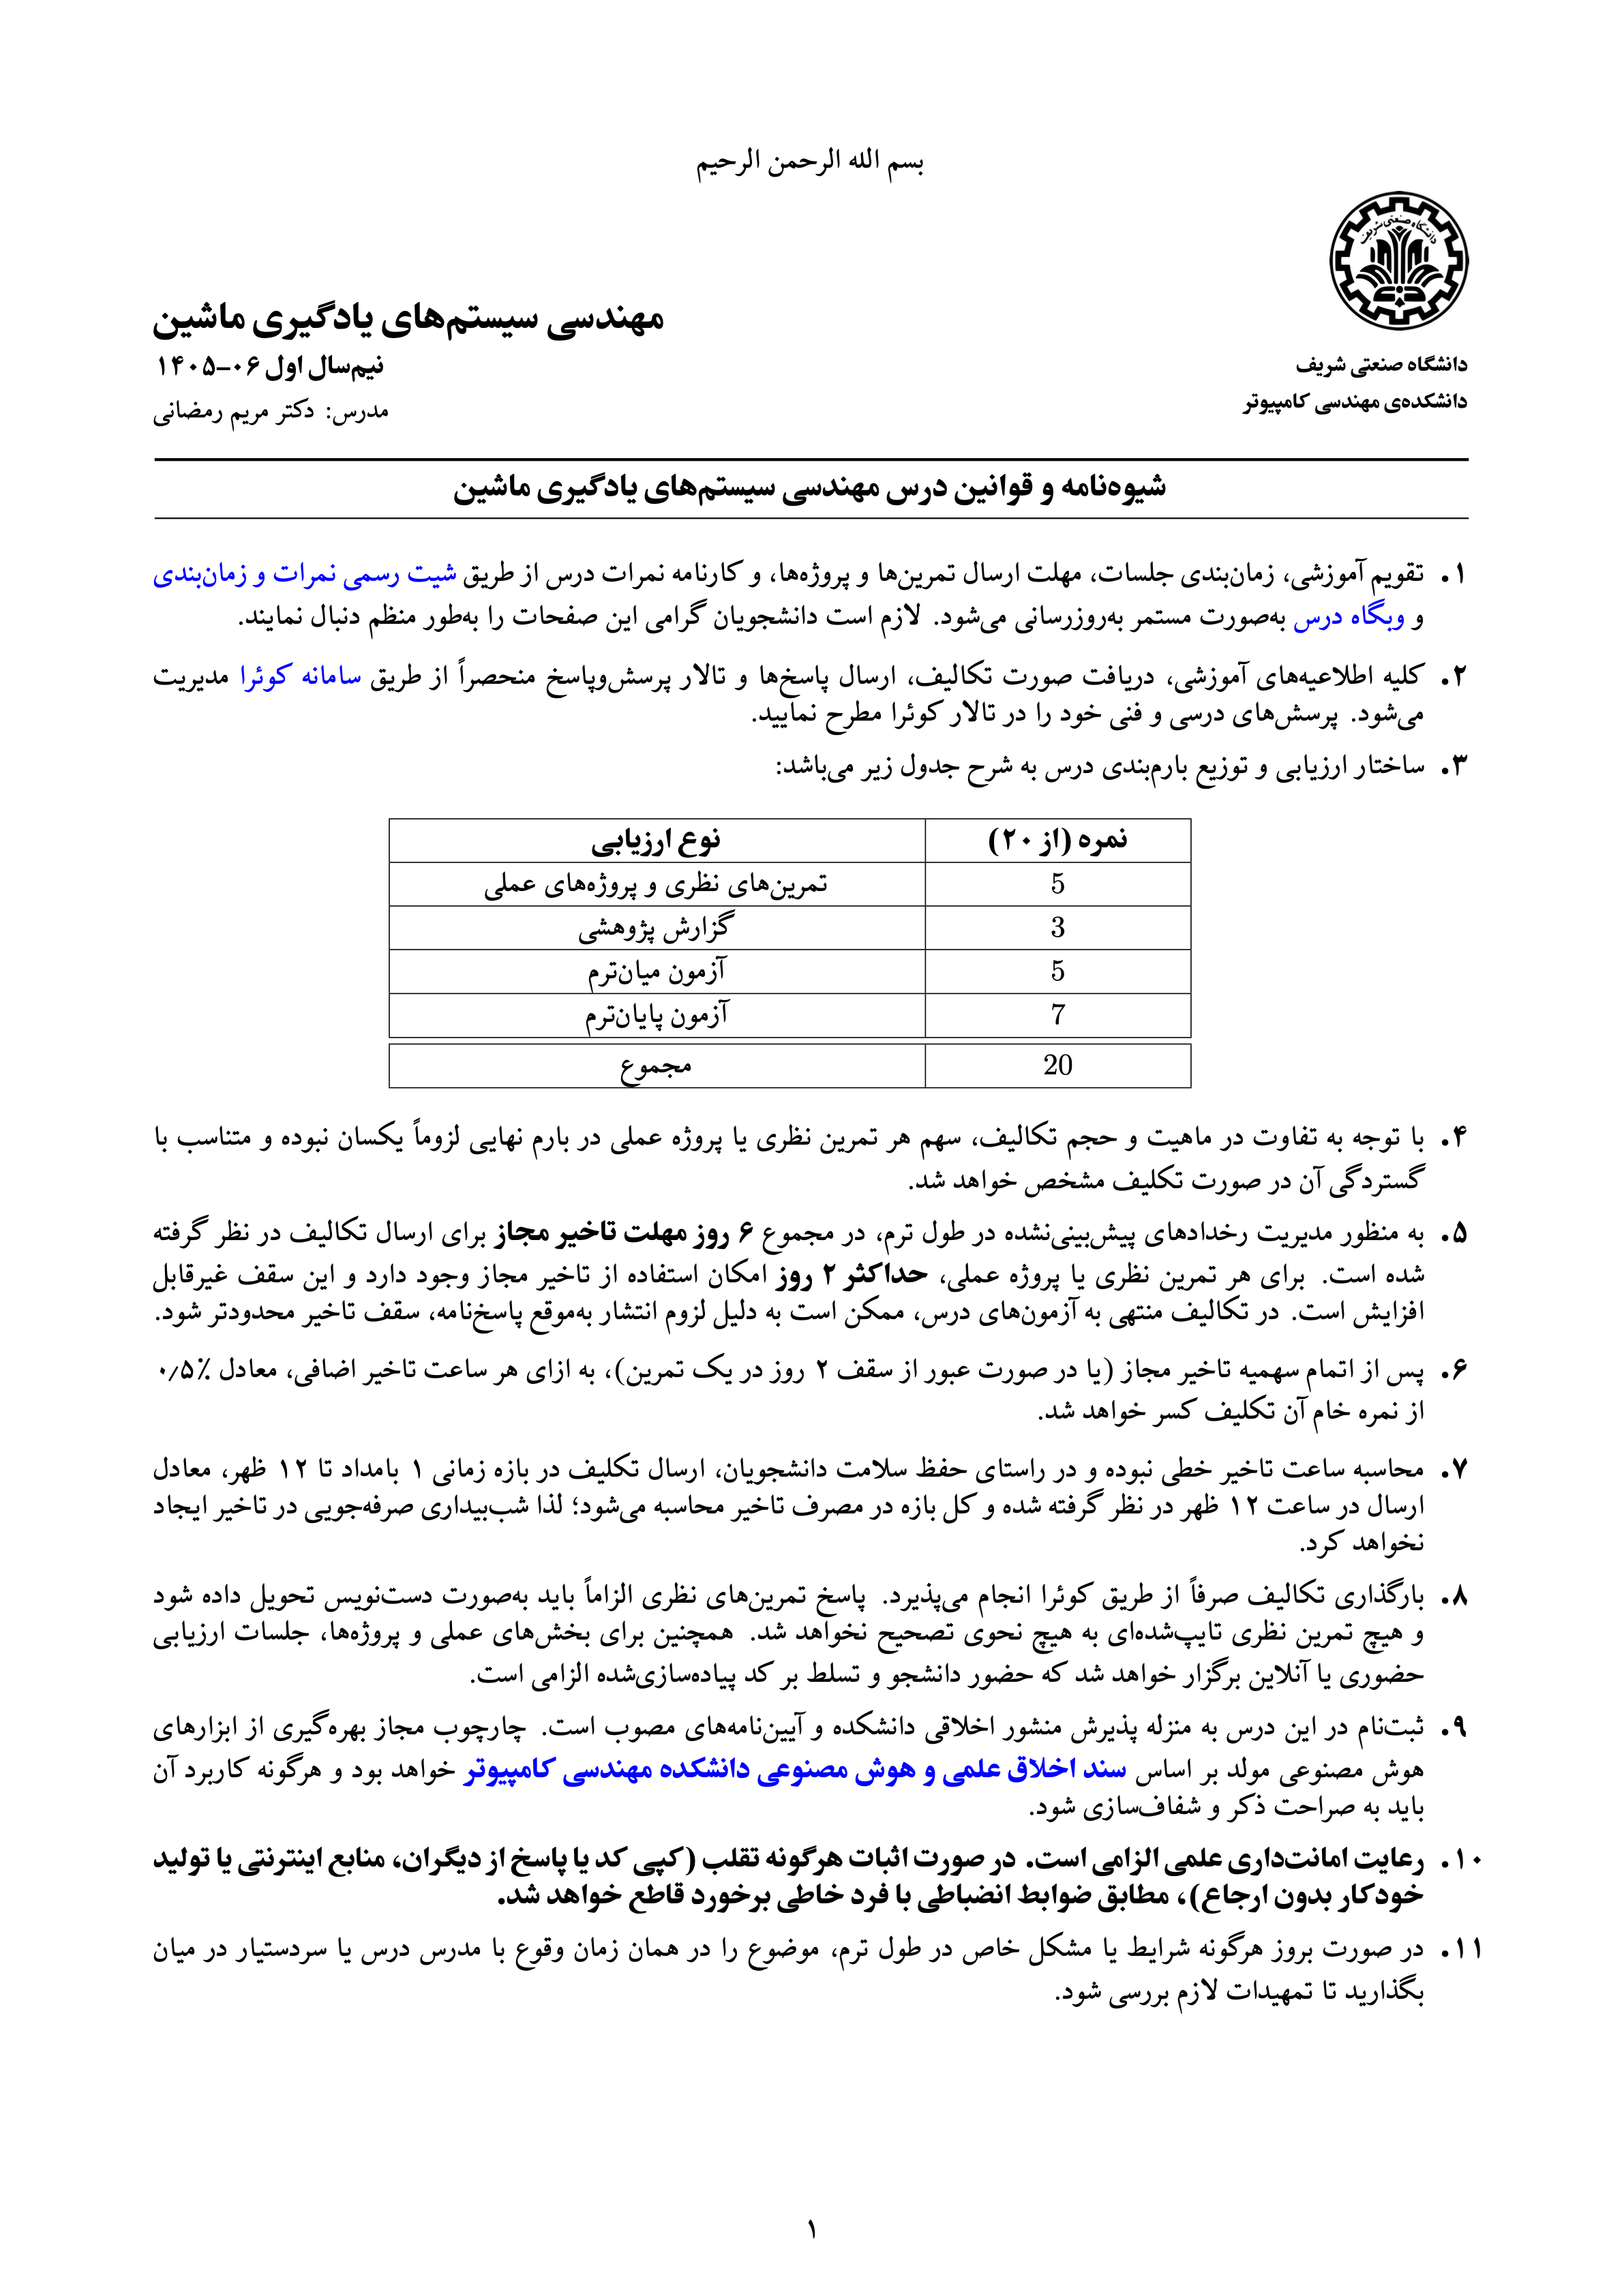 بسم الله الرحمن الرحیم
دانشگاه صنعتی شریف
دانشگاه صنعتی شریف
دانشکده‌ی مهندسی کامپیوتر
مهندسی سیستم‌های یادگیری ماشین
نیم‌سال اول ۰۶-۱۴۰۵
مدرس: دکتر مریم رمضانی
شیوه‌نامه و قوانین درس مهندسی سیستم‌های یادگیری ماشین
۱. تقویم آموزشی، زمان‌بندی جلسات، مهلت ارسال تمرین‌ها و پروژه‌ها، و کارنامه نمرات درس از طریق شیت رسمی نمرات و زمان‌بندی
و وبگاه درس به‌صورت مستمر به‌روزرسانی می‌شود. لازم است دانشجویان گرامی این صفحات را به‌طور منظم دنبال نمایند.
۲. کلیه اطلاعیه‌های آموزشی، دریافت صورت تکالیف، ارسال پاسخ‌ها و تالار پرسش‌وپاسخ منحصراً از طریق سامانه کوئرا مدیریت
می‌شود. پرسش‌های درسی و فنی خود را در تالار کوئرا مطرح نمایید.
۳. ساختار ارزیابی و توزیع بارم‌بندی درس به شرح جدول زیر می‌باشد:
نمره (از ۲۰) نوع ارزیابی
5 تمرین‌های نظری و پروژه‌های عملی
3 گزارش پژوهشی
5 آزمون میان‌ترم
7 آزمون پایان‌ترم
20 مجموع
۴. با توجه به تفاوت در ماهیت و حجم تکالیف، سهم هر تمرین نظری یا پروژه عملی در بارم نهایی لزوماً یکسان نبوده و متناسب با
گستردگی آن در صورت تکلیف مشخص خواهد شد.
۵. به منظور مدیریت رخدادهای پیش‌بینی‌نشده در طول ترم، در مجموع ۶ روز مهلت تاخیر مجاز برای ارسال تکالیف در نظر گرفته
شده است. برای هر تمرین نظری یا پروژه عملی، حداکثر ۲ روز امکان استفاده از تاخیر مجاز وجود دارد و این سقف غیرقابل
افزایش است. در تکالیف منتهی به آزمون‌های درس، ممکن است به دلیل لزوم انتشار به‌موقع پاسخ‌نامه، سقف تاخیر محدودتر شود.
۶. پس از اتمام سهمیه تاخیر مجاز (یا در صورت عبور از سقف ۲ روز در یک تمرین)، به ازای هر ساعت تاخیر اضافی، معادل ۰٫۵٪
از نمره خام آن تکلیف کسر خواهد شد.
۷. محاسبه ساعت تاخیر خطی نبوده و در راستای حفظ سلامت دانشجویان، ارسال تکلیف در بازه زمانی ۱ بامداد تا ۱۲ ظهر، معادل
ارسال در ساعت ۱۲ ظهر در نظر گرفته شده و کل بازه در مصرف تاخیر محاسبه می‌شود؛ لذا شب‌بیداری صرفه‌جویی در تاخیر ایجاد
نخواهد کرد.
۸. بارگذاری تکالیف صرفاً از طریق کوئرا انجام می‌پذیرد. پاسخ تمرین‌های نظری الزاماً باید به‌صورت دست‌نویس تحویل داده شود
و هیچ تمرین نظری تایپ‌شده‌ای به هیچ نحوی تصحیح نخواهد شد. همچنین برای بخش‌های عملی و پروژه‌ها، جلسات ارزیابی
حضوری یا آنلاین برگزار خواهد شد که حضور دانشجو و تسلط بر کد پیاده‌سازی‌شده الزامی است.
۹. ثبت‌نام در این درس به منزله پذیرش منشور اخلاقی دانشکده و آیین‌نامه‌های مصوب است. چارچوب مجاز بهره‌گیری از ابزارهای
هوش مصنوعی مولد بر اساس سند اخلاق علمی و هوش مصنوعی دانشکده مهندسی کامپیوتر خواهد بود و هرگونه کاربرد آن
باید به صراحت ذکر و شفاف‌سازی شود.
۱۰. رعایت امانت‌داری علمی الزامی است. در صورت اثبات هرگونه تقلب (کپی کد یا پاسخ از دیگران، منابع اینترنتی یا تولید
خودکار بدون ارجاع)، مطابق ضوابط انضباطی با فرد خاطی برخورد قاطع خواهد شد.
۱۱. در صورت بروز هرگونه شرایط یا مشکل خاص در طول ترم، موضوع را در همان زمان وقوع با مدرس درس یا سردستیار در میان
بگذارید تا تمهیدات لازم بررسی شود.
۱